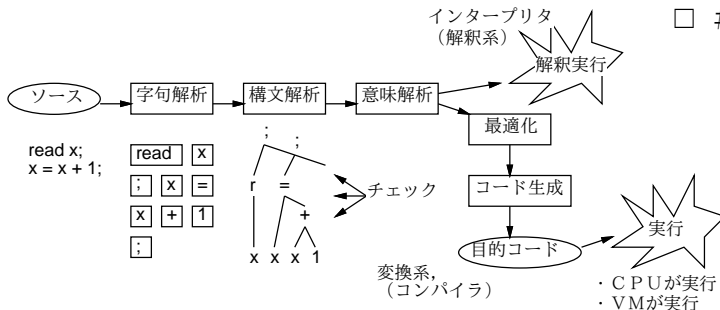 インタープリタ
（解釈系）
□
解釈実行
ソース
字句解析
構文解析
意味解析
最適化
read x;
x = x + 1;
read x
; x =
x + 1
;
; ;
r =
+
x x x 1
チェック
コード生成
目的コード
実行
変換系,
（コンパイラ）
・ＣＰＵが実行
・ＶＭが実行